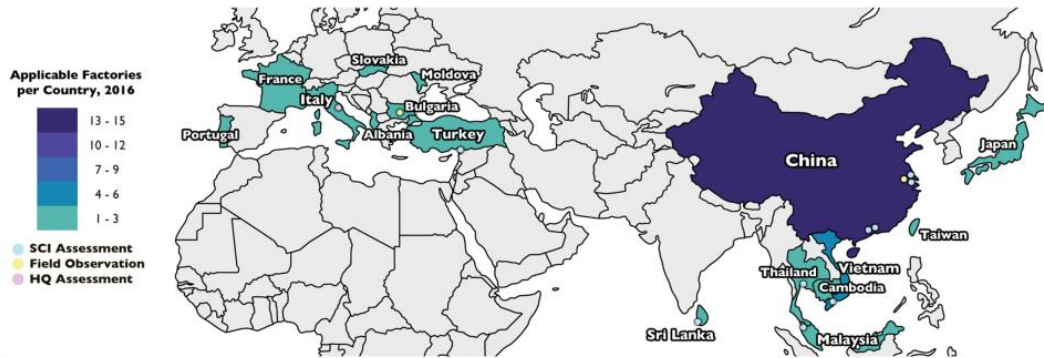 Applicable Factories
per Country, 2016
13 - 15
10 - 12
7 - 9
4 - 6
1 - 3
SCI Assessment
Field Observation
HQ Assessment
Slovakia
France
Moldova
Italy
Bulgaria
Portugal
Albania
Turkey
China
Japan
Taiwan
Thailand
Vietnam
Cambodia
Sri Lanka
Malaysia